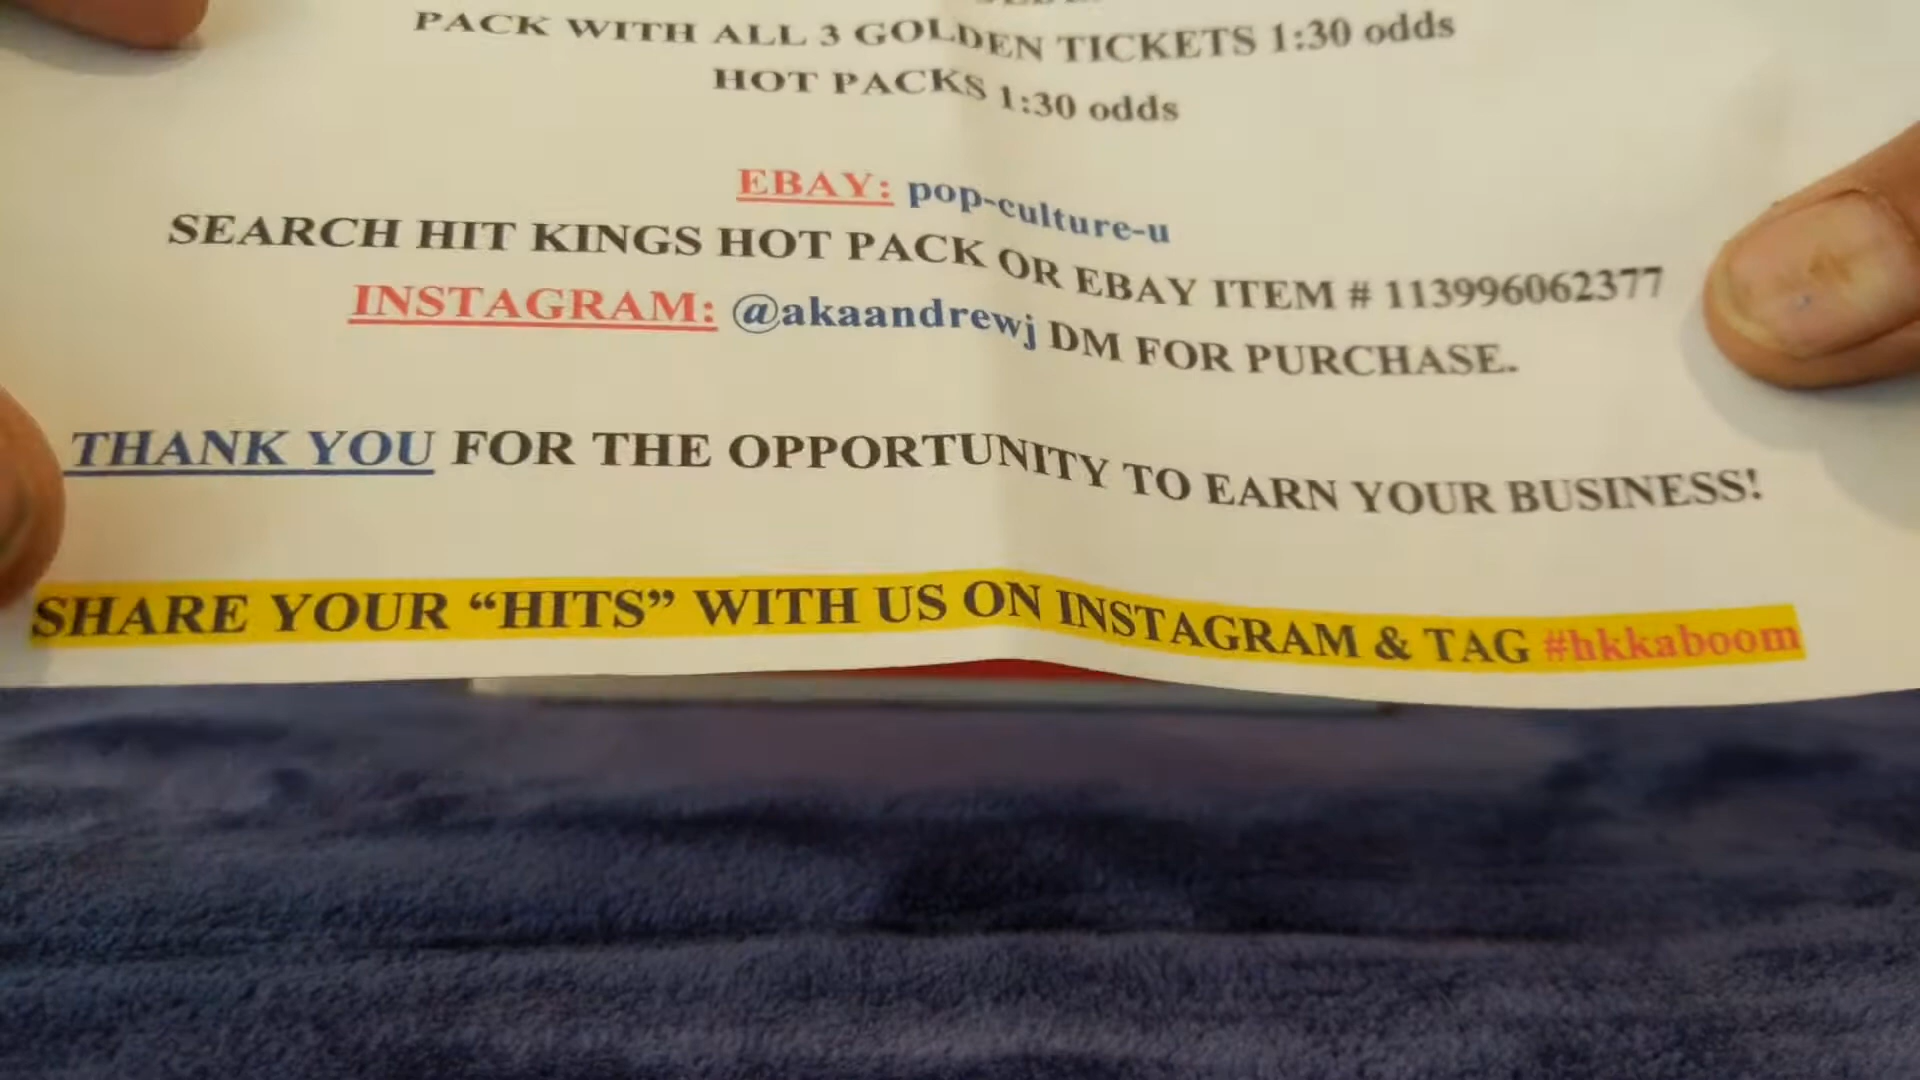 PACK WITH ALL 3 GOLDEN TICKETS 1:30 odds
HOT PACKS 1:30 odds
EBAY: pop-culture-u
SEARCH HIT KINGS HOT PACK OR EBAY ITEM # 113996062377
INSTAGRAM: @akaandrewj DM FOR PURCHASE.
THANK YOU FOR THE OPPORTUNITY TO EARN YOUR BUSINESS!
SHARE YOUR “HITS” WITH US ON INSTAGRAM & TAG #hkkaboom